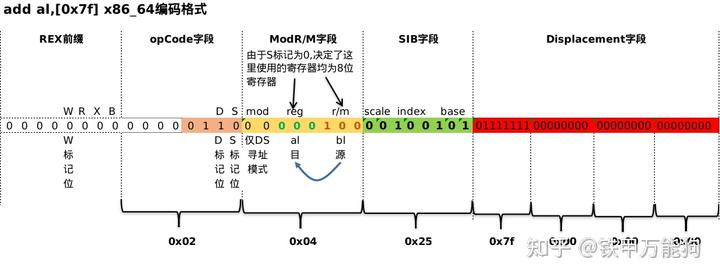 add al,[0x7f] x86_64编码格式
REX前缀 opCode字段 ModR/M字段 SIB字段 Displacement字段
由于S标记为0,决定了这
里使用的寄存器均为8位
寄存器
W R X B D S mod reg r/m scale index base
0 0 0 0 0 0 0 0 0 0 0 0 0 1 1 0 0 0 0 0 0 1 0 0 0 0 1 0 0 1 0 1 01111111 00000000 00000000 00000000
W 标记位
D 标记位
S 标记位
仅DS
寻址
模式
al
目
bl
源
0x02 0x04 0x25 0x7f 0x00 0x00 0x00
知乎 @铁甲万能狗